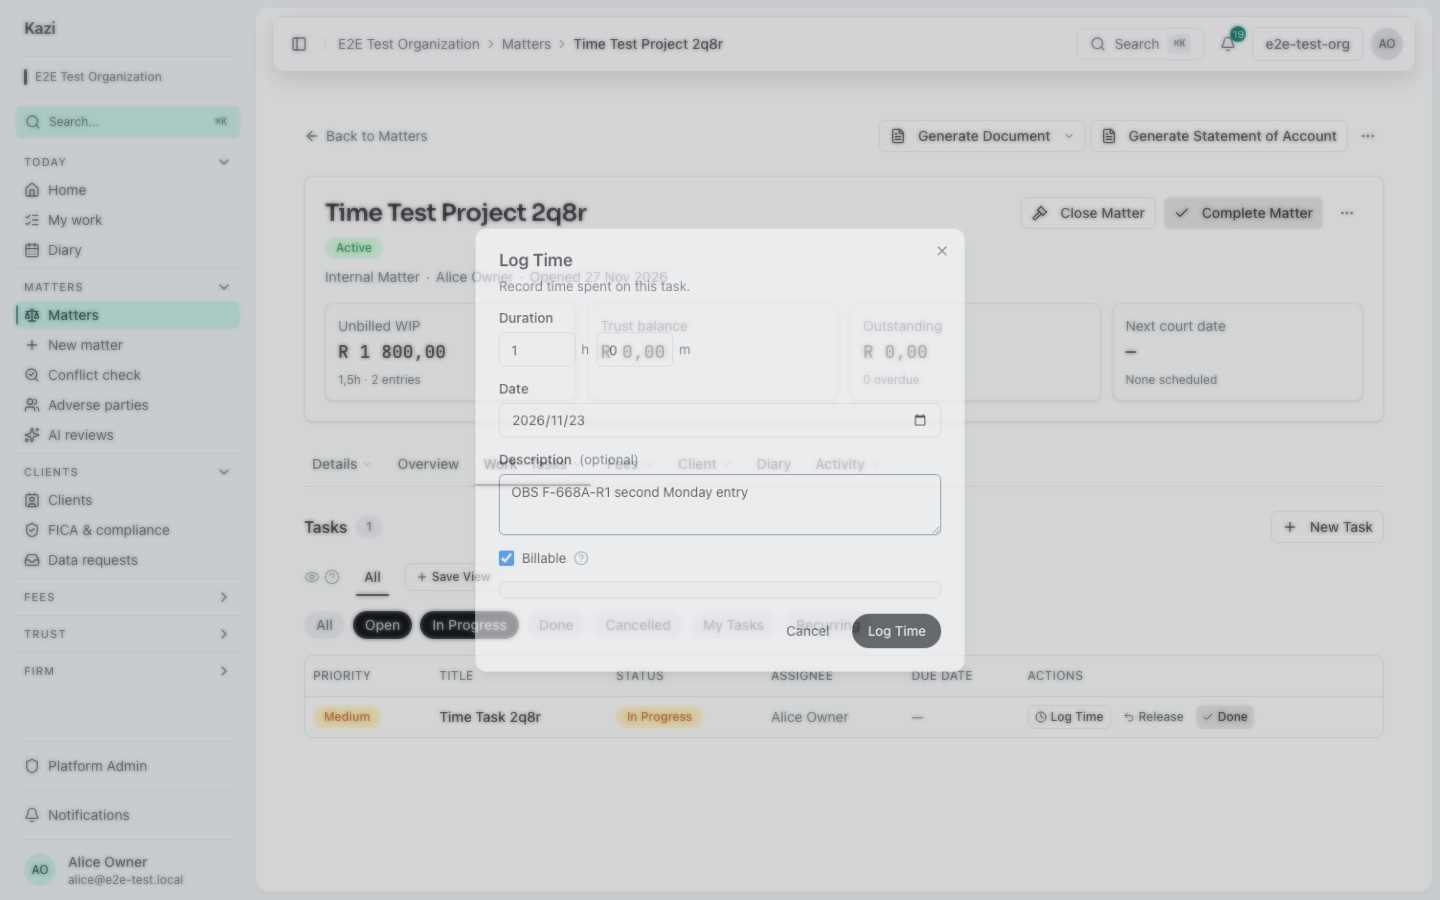 Kazi
E2E Test Organization
Search... ⌘K
TODAY
Home
My work
Diary
MATTERS
Matters
New matter
Conflict check
Adverse parties
AI reviews
CLIENTS
Clients
FICA & compliance
Data requests
FEES
TRUST
FIRM
Platform Admin
Notifications
AO
Alice Owner
alice@e2e-test.local
E2E Test Organization > Matters > Time Test Project 2q8r
Search ⌘K
19
e2e-test-org
AO
Back to Matters
Generate Document
Generate Statement of Account
Time Test Project 2q8r
Close Matter
Complete Matter
Active
Internal Matter · Alice Owner · Opened 27 Nov 2026
Unbilled WIP
R 1 800,00
1,5h · 2 entries
Trust balance
R 0,00
Outstanding
R 0,00
0 overdue
Next court date
–
None scheduled
Details
Overview
Work · Tasks
Fees
Client
Diary
Activity
Tasks 1
New Task
All
+ Save View
All
Open
In Progress
Done
Cancelled
My Tasks
Recurring
PRIORITY TITLE STATUS ASSIGNEE DUE DATE ACTIONS
Medium Time Task 2q8r In Progress Alice Owner — Log Time Release Done
Log Time
Record time spent on this task.
Duration
1 h 0 m
Date
2026/11/23
Description (optional)
OBS F-668A-R1 second Monday entry
Billable
Cancel
Log Time